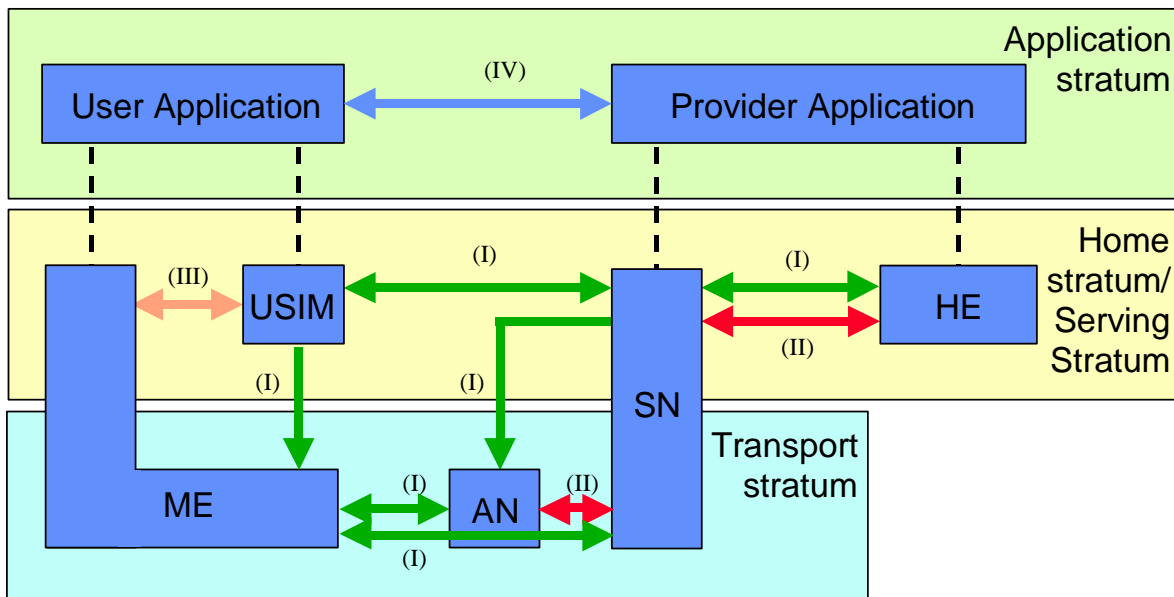 Application
stratum
(IV)
User Application
Provider Application
Home
stratum/
Serving
Stratum
(I)
(I)
(III)
USIM
HE
(II)
(I)
(I)
SN
Transport
stratum
(I)
(II)
ME
AN
(I)